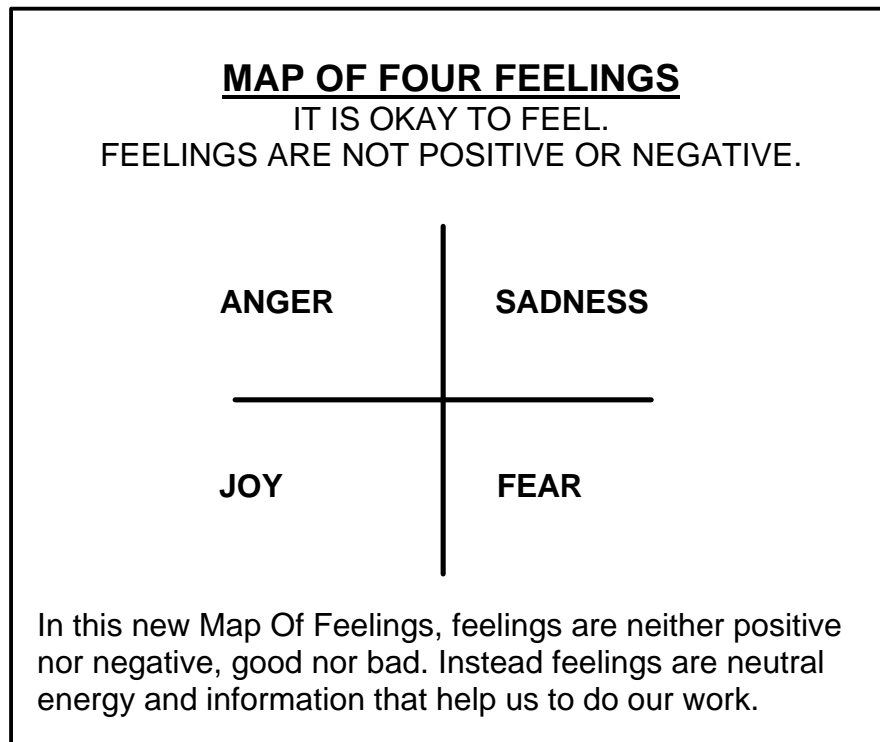 MAP OF FOUR FEELINGS
IT IS OKAY TO FEEL.
FEELINGS ARE NOT POSITIVE OR NEGATIVE.
ANGER SADNESS
JOY FEAR
In this new Map Of Feelings, feelings are neither positive
nor negative, good nor bad. Instead feelings are neutral
energy and information that help us to do our work.